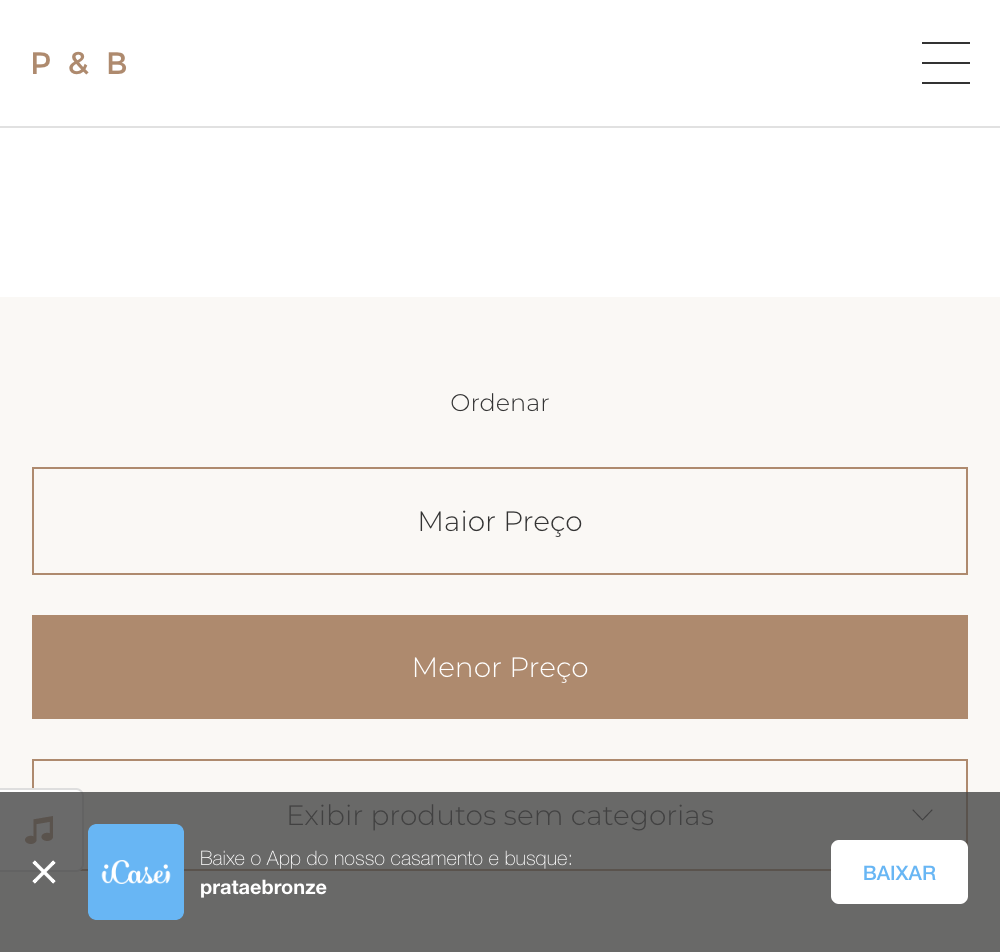 P & B
Ordenar
Maior Preço
Menor Preço
Exibir produtos sem categorias
iCasei
Baixe o App do nosso casamento e busque:
prataebronze
BAIXAR